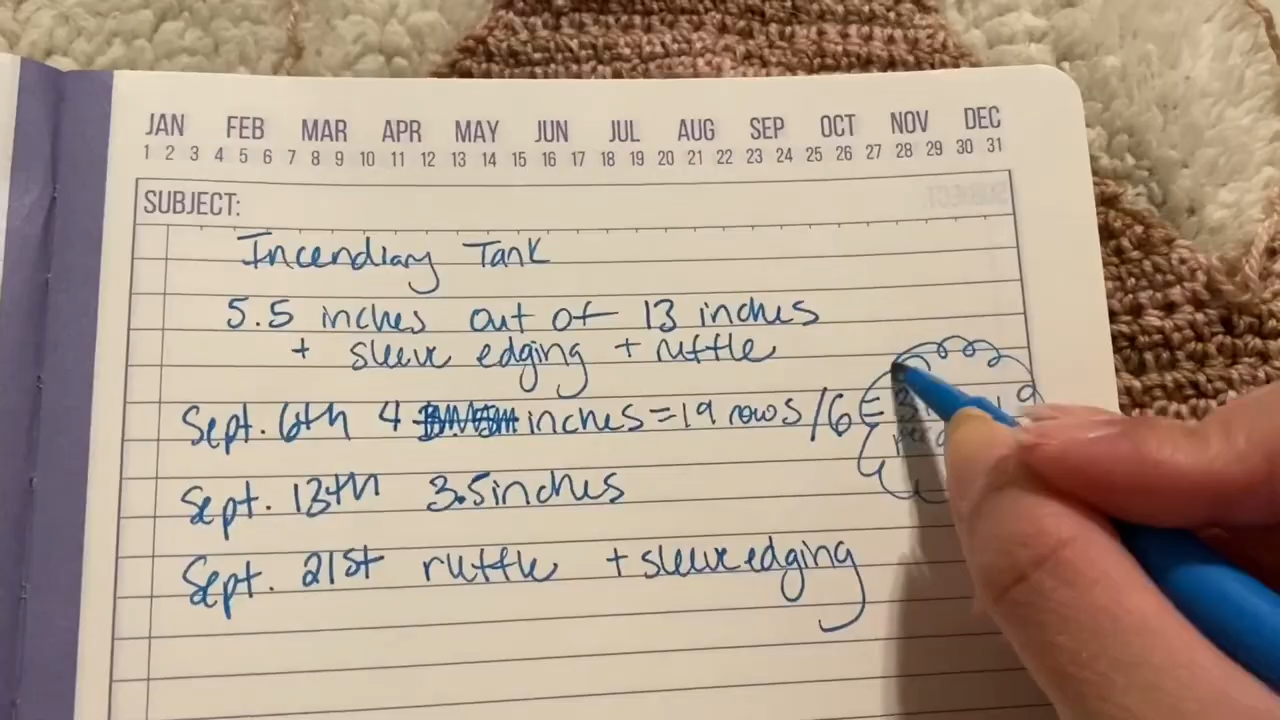 JAN FEB MAR APR MAY JUN JUL AUG SEP OCT NOV DEC
1 2 3 4 5 6 7 8 9 10 11 12 13 14 15 16 17 18 19 20 21 22 23 24 25 26 27 28 29 30 31
SUBJECT:
Incendiary Tank
5.5 inches out of 13 inches
+ sleeve edging + ruffle
Sept. 6th 4 inches = 19 rows /6 = 3
Sept. 13th 3.5 inches
Sept. 21st ruffle + sleeve edging